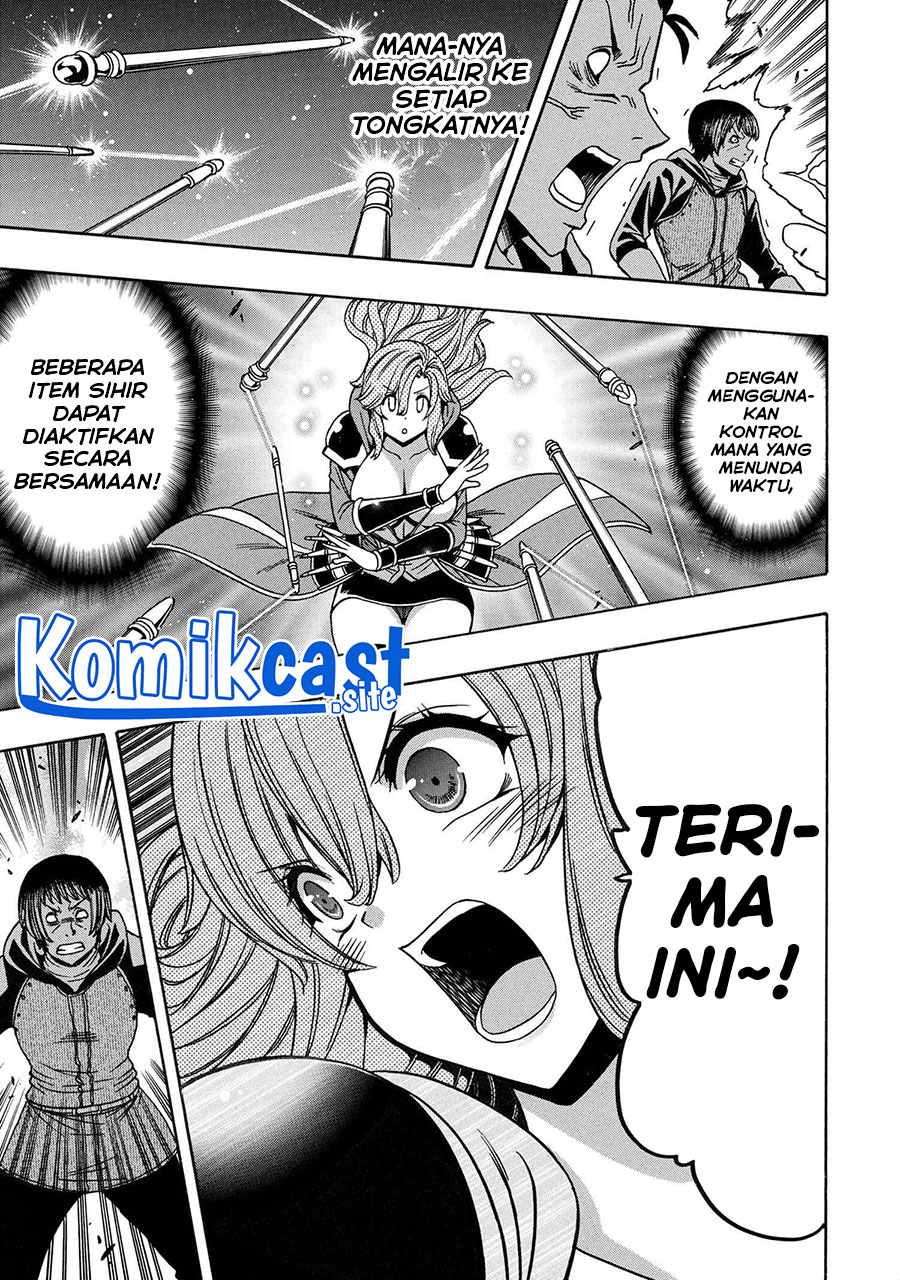 MANA-NYA
MENGALIR KE
SETIAP
TONGKATNYA!
DENGAN
MENGGUNA-
KAN
KONTROL
MANA YANG
MENUNDA
WAKTU,
BEBERAPA
ITEM SIHIR
DAPAT
DIAKTIFKAN
SECARA
BERSAMAAN!
Komikcast
.site
TERI-
MA
INI~!